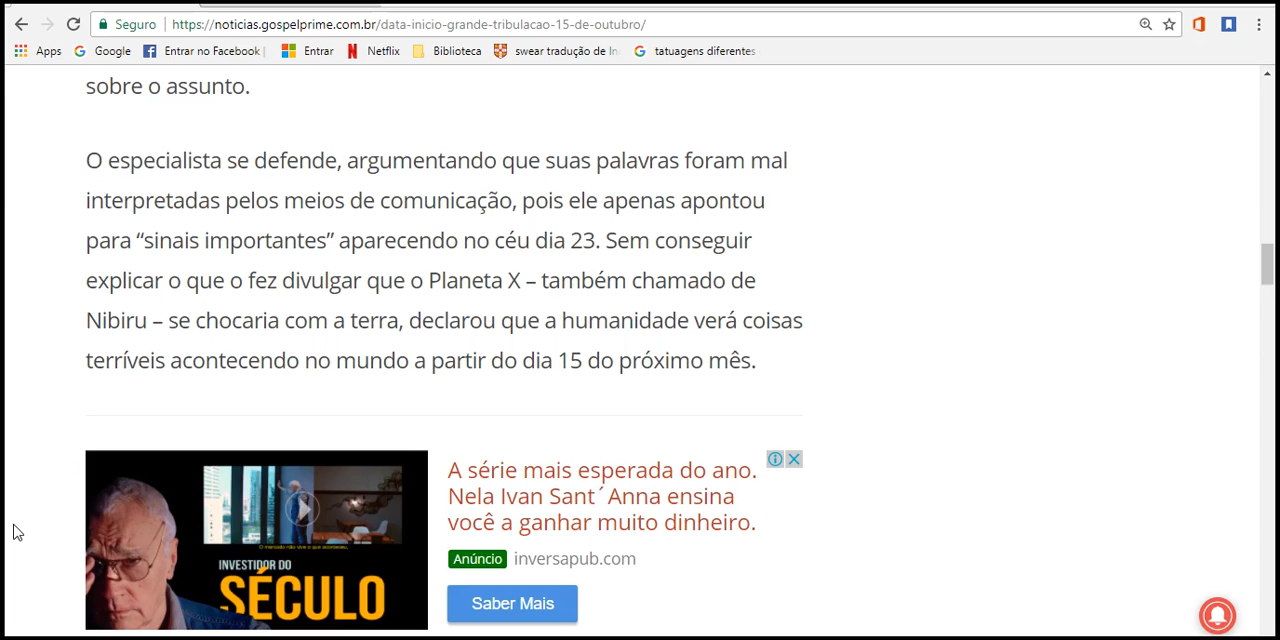 Seguro https://noticias.gospelprime.com.br/data-inicio-grande-tribulacao-15-de-outubro/
Apps Google Entrar no Facebook Entrar Netflix Biblioteca swear tradução de In tatuagens diferentes
sobre o assunto.
O especialista se defende, argumentando que suas palavras foram mal
interpretadas pelos meios de comunicação, pois ele apenas apontou
para “sinais importantes” aparecendo no céu dia 23. Sem conseguir
explicar o que o fez divulgar que o Planeta X – também chamado de
Nibiru – se chocaria com a terra, declarou que a humanidade verá coisas
terríveis acontecendo no mundo a partir do dia 15 do próximo mês.
A série mais esperada do ano.
Nela Ivan Sant´Anna ensina
você a ganhar muito dinheiro.
Anúncio inversapub.com
Saber Mais
O mercado não vive o que aconteceu,
INVESTIDOR DO
SÉCULO